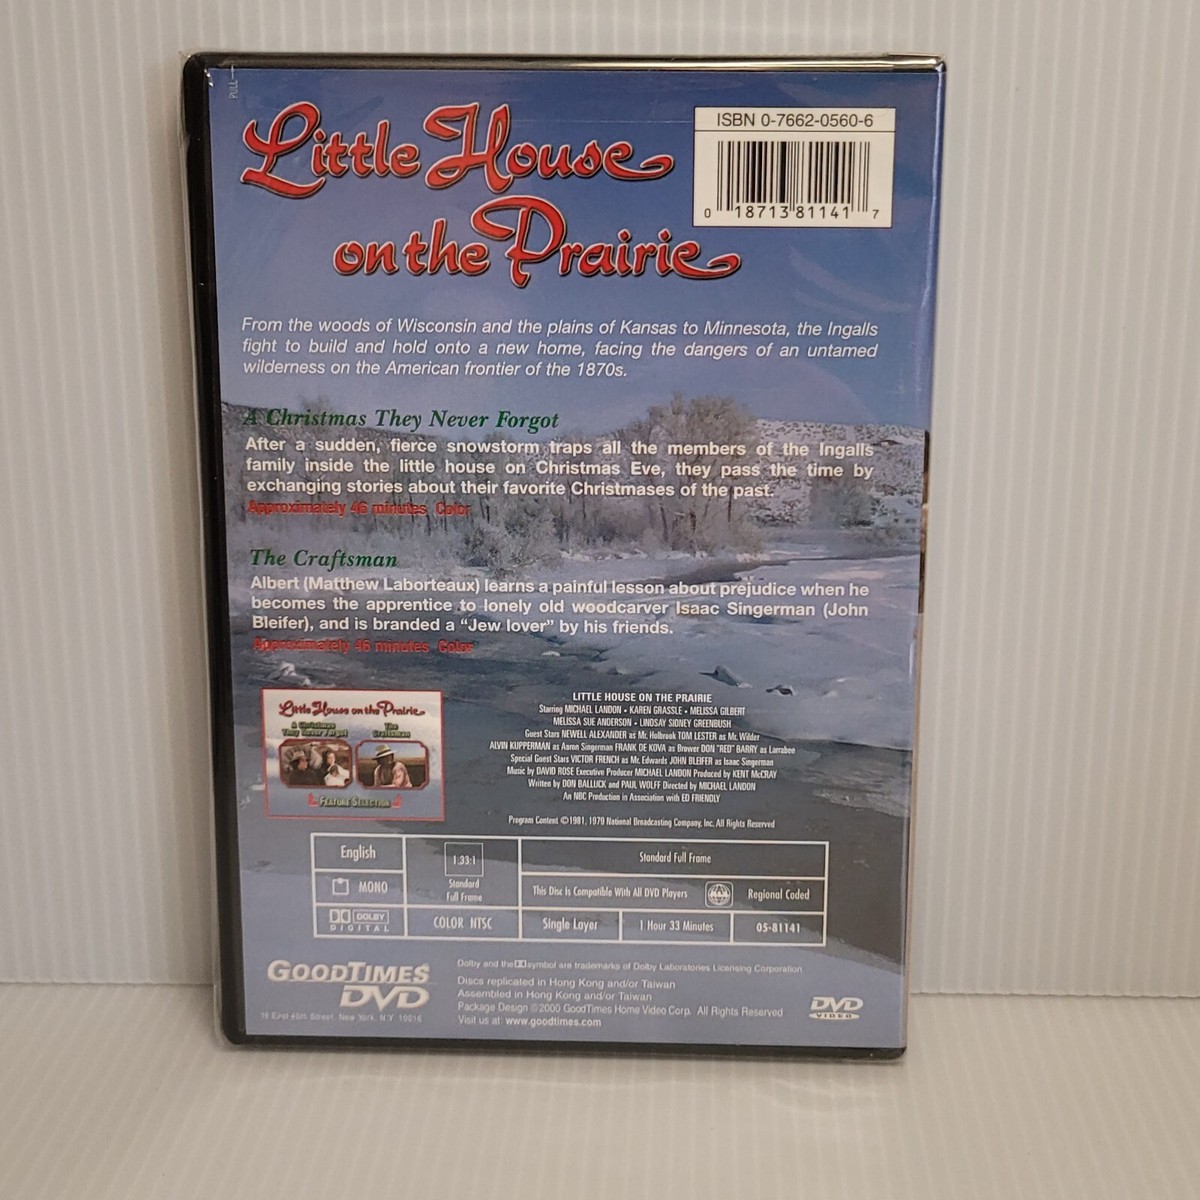 PULL
Little House
on the Prairie
ISBN 0-7662-0560-6
0 18713 81141 7
From the woods of Wisconsin and the plains of Kansas to Minnesota, the Ingalls
fight to build and hold onto a new home, facing the dangers of an untamed
wilderness on the American frontier of the 1870s.
A Christmas They Never Forgot
After a sudden, fierce snowstorm traps all the members of the Ingalls
family inside the little house on Christmas Eve, they pass the time by
exchanging stories about their favorite Christmases of the past.
Approximately 46 minutes Color
The Craftsman
Albert (Matthew Laborteaux) learns a painful lesson about prejudice when he
becomes the apprentice to lonely old woodcarver Isaac Singerman (John
Bleifer), and is branded a “Jew lover” by his friends.
Approximately 46 minutes Color
Little House on the Prairie
A Christmas
They Never Forgot
The
Craftsman
FEATURE SELECTION
LITTLE HOUSE ON THE PRAIRIE
Starring MICHAEL LANDON • KAREN GRASSLE • MELISSA GILBERT
MELISSA SUE ANDERSON • LINDSAY SIDNEY GREENBUSH
Guest Stars NEWELL ALEXANDER as Mr. Holbrook TOM LESTER as Mr. Wilder
ALVIN KUPPERMAN as Aaron Singerman FRANK DE KOVA as Brewer DON "RED" BARRY as Larrabee
Special Guest Stars VICTOR FRENCH as Mr. Edwards JOHN BLEIFER as Isaac Singerman
Music by DAVID ROSE Executive Producer MICHAEL LANDON Produced by KENT McCRAY
Written by DON BALLUCK and PAUL WOLFF Directed by MICHAEL LANDON
An NBC Production in Association with ED FRIENDLY
Program Content ©1981, 1979 National Broadcasting Company, Inc. All Rights Reserved
English
MONO
DOLBY
DIGITAL
1:33:1
Standard
Full Frame
COLOR NTSC
Standard Full Frame
This Disc is Compatible With All DVD Players
Regional Coded
Single Layer
1 Hour 33 Minutes
05-81141
GOODTIMES
DVD
16 East 40th Street, New York, N.Y. 10016
Dolby and the symbol are trademarks of Dolby Laboratories Licensing Corporation
Discs replicated in Hong Kong and/or Taiwan
Assembled in Hong Kong and/or Taiwan
Package Design ©2000 GoodTimes Home Video Corp. All Rights Reserved
Visit us at: www.goodtimes.com
DVD
VIDEO